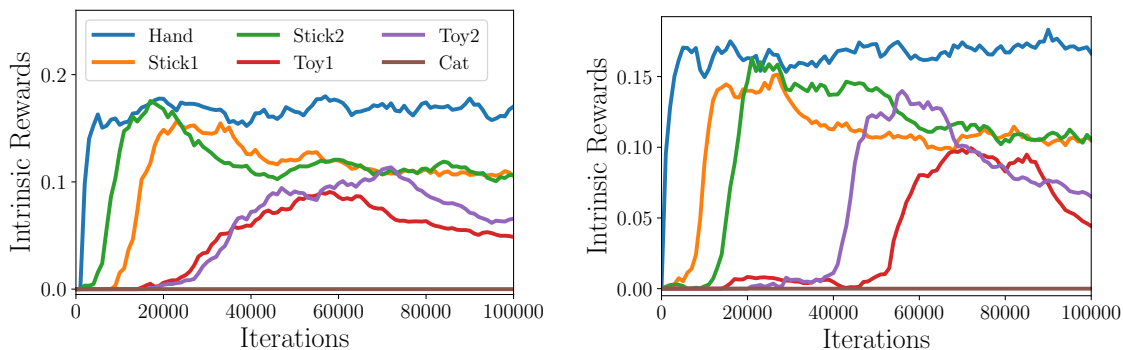 Intrinsic Rewards
0.2
0.1
0.0
Hand
Stick1
Stick2
Toy1
Toy2
Cat
0 20000 40000 60000 80000 100000
Iterations
Intrinsic Rewards
0.15
0.10
0.05
0.00
0 20000 40000 60000 80000 100000
Iterations